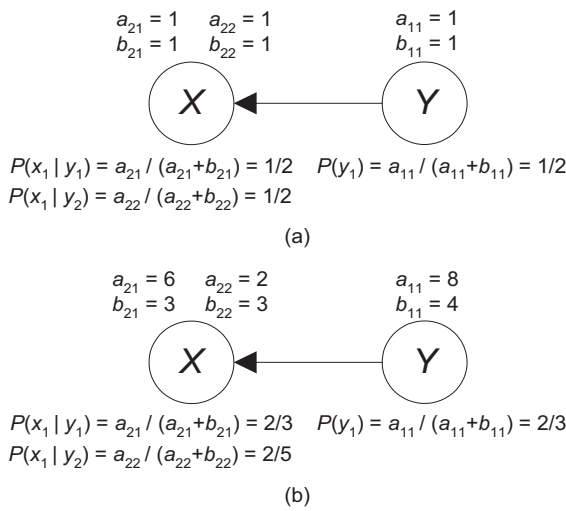 a₂₁ = 1 a₂₂ = 1 a₁₁ = 1
b₂₁ = 1 b₂₂ = 1 b₁₁ = 1
X Y
P(x₁ | y₁) = a₂₁ / (a₂₁+b₂₁) = 1/2 P(y₁) = a₁₁ / (a₁₁+b₁₁) = 1/2
P(x₁ | y₂) = a₂₂ / (a₂₂+b₂₂) = 1/2
(a)
a₂₁ = 6 a₂₂ = 2 a₁₁ = 8
b₂₁ = 3 b₂₂ = 3 b₁₁ = 4
X Y
P(x₁ | y₁) = a₂₁ / (a₂₁+b₂₁) = 2/3 P(y₁) = a₁₁ / (a₁₁+b₁₁) = 2/3
P(x₁ | y₂) = a₂₂ / (a₂₂+b₂₂) = 2/5
(b)